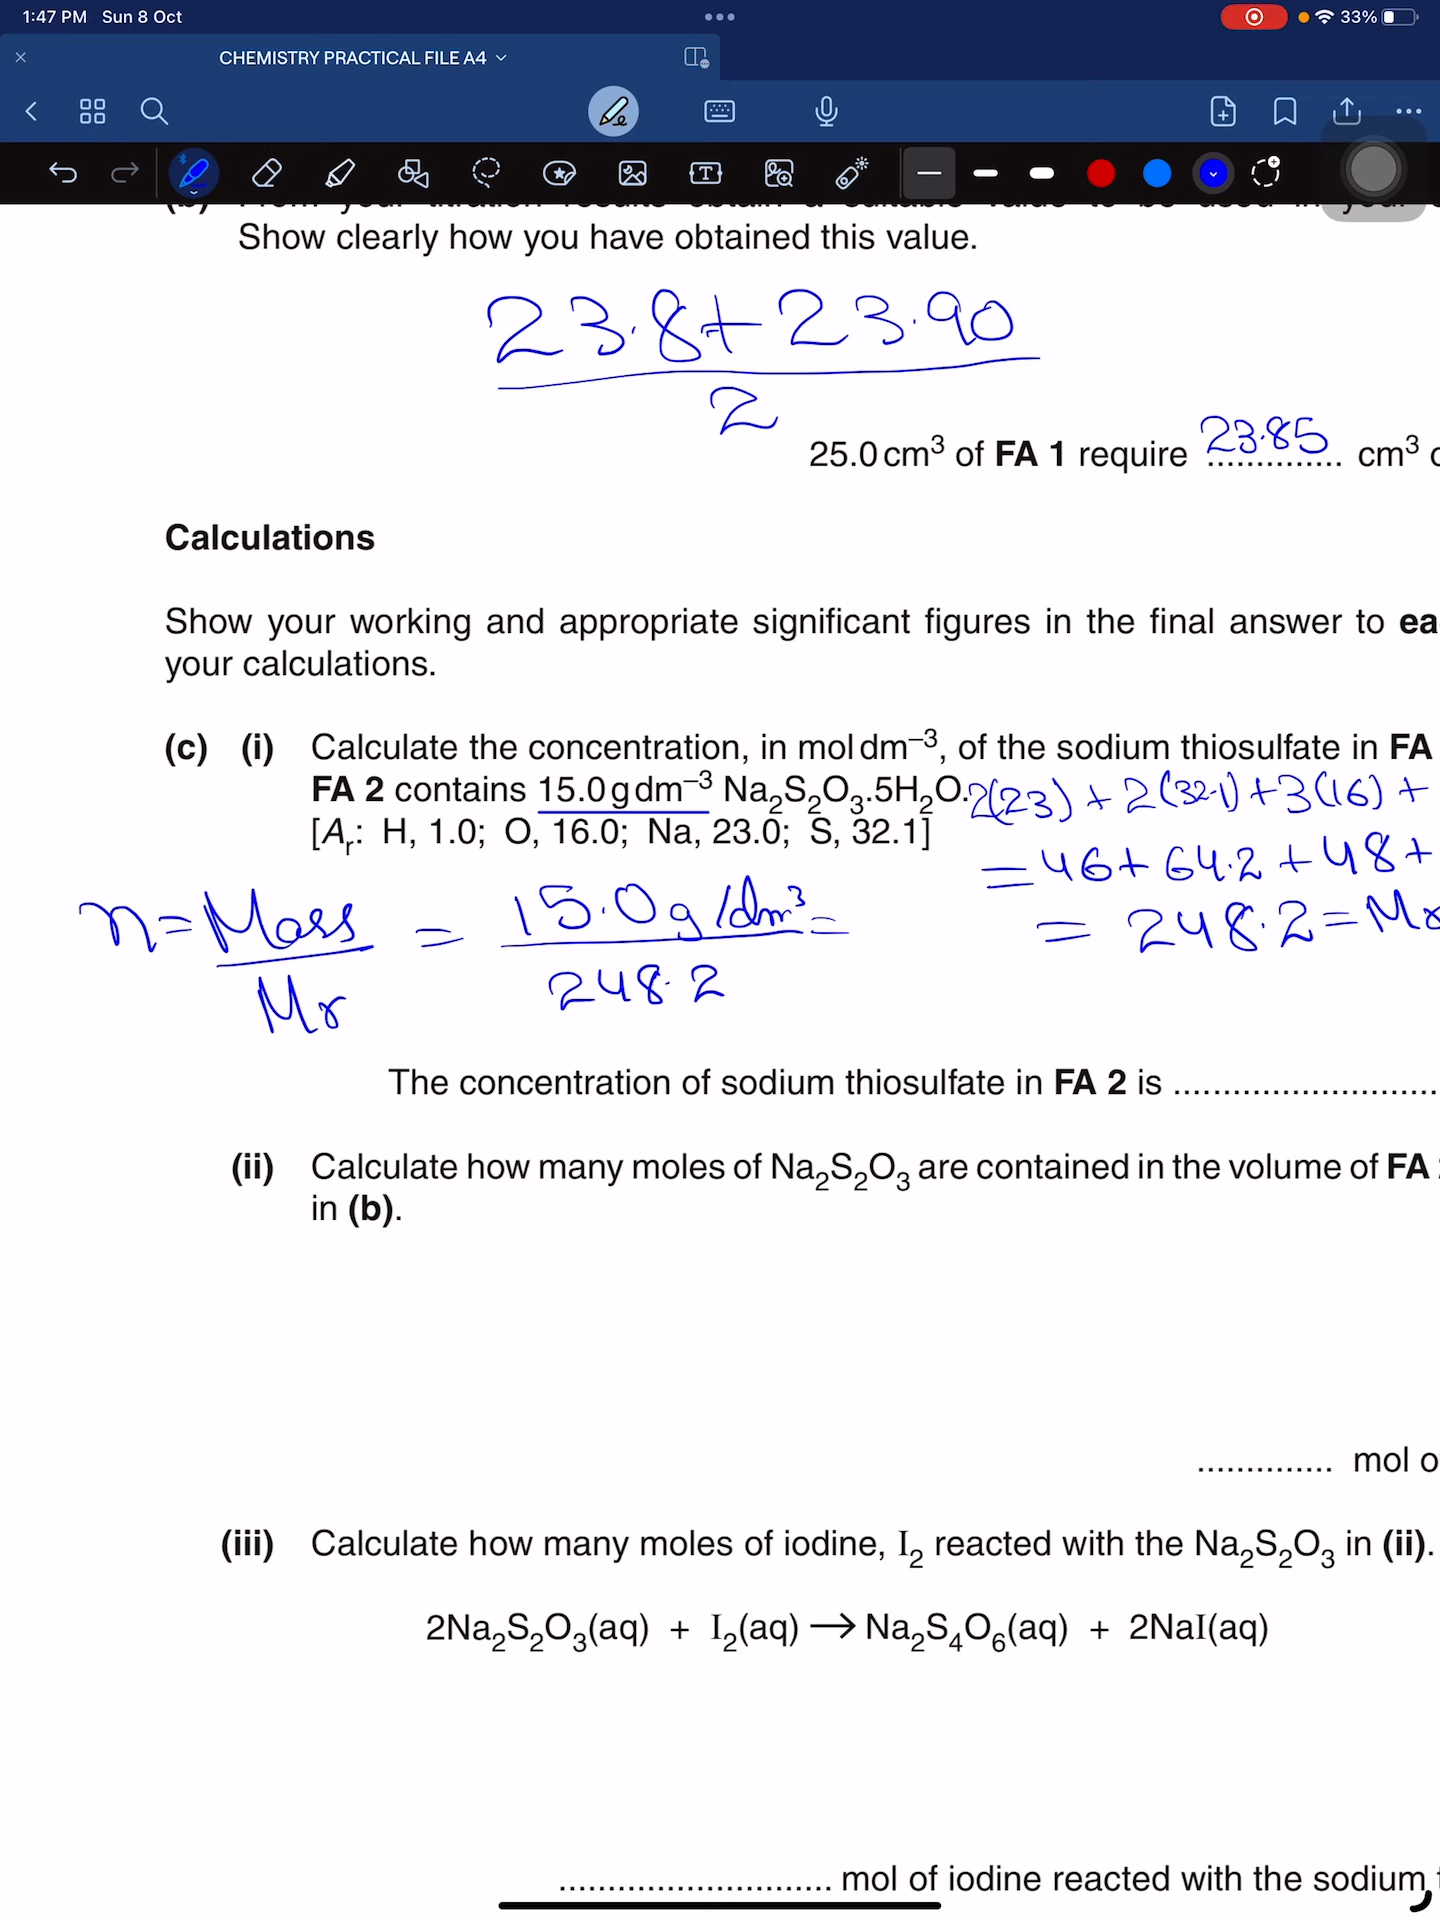 1:47 PM Sun 8 Oct 33%
CHEMISTRY PRACTICAL FILE A4
Show clearly how you have obtained this value.
23.8+23.90
2
25.0 cm³ of FA 1 require 23.85 cm³
Calculations
Show your working and appropriate significant figures in the final answer to
your calculations.
(c) (i) Calculate the concentration, in mol dm⁻³, of the sodium thiosulfate in FA
FA 2 contains 15.0 g dm⁻³ Na₂S₂O₃.5H₂O. 2(23) + 2(32.1) + 3(16) +
[Aᵣ: H, 1.0; O, 16.0; Na, 23.0; S, 32.1]
= 46 + 64.2 + 48 +
n = Mass = 15.0g/dm³ =
Mr 248.2
= 248.2 = Mr
The concentration of sodium thiosulfate in FA 2 is ..........................
(ii) Calculate how many moles of Na₂S₂O₃ are contained in the volume of FA
in (b).
.............. mol
(iii) Calculate how many moles of iodine, I₂ reacted with the Na₂S₂O₃ in (ii).
2Na₂S₂O₃(aq) + I₂(aq) → Na₂S₄O₆(aq) + 2NaI(aq)
........................... mol of iodine reacted with the sodium